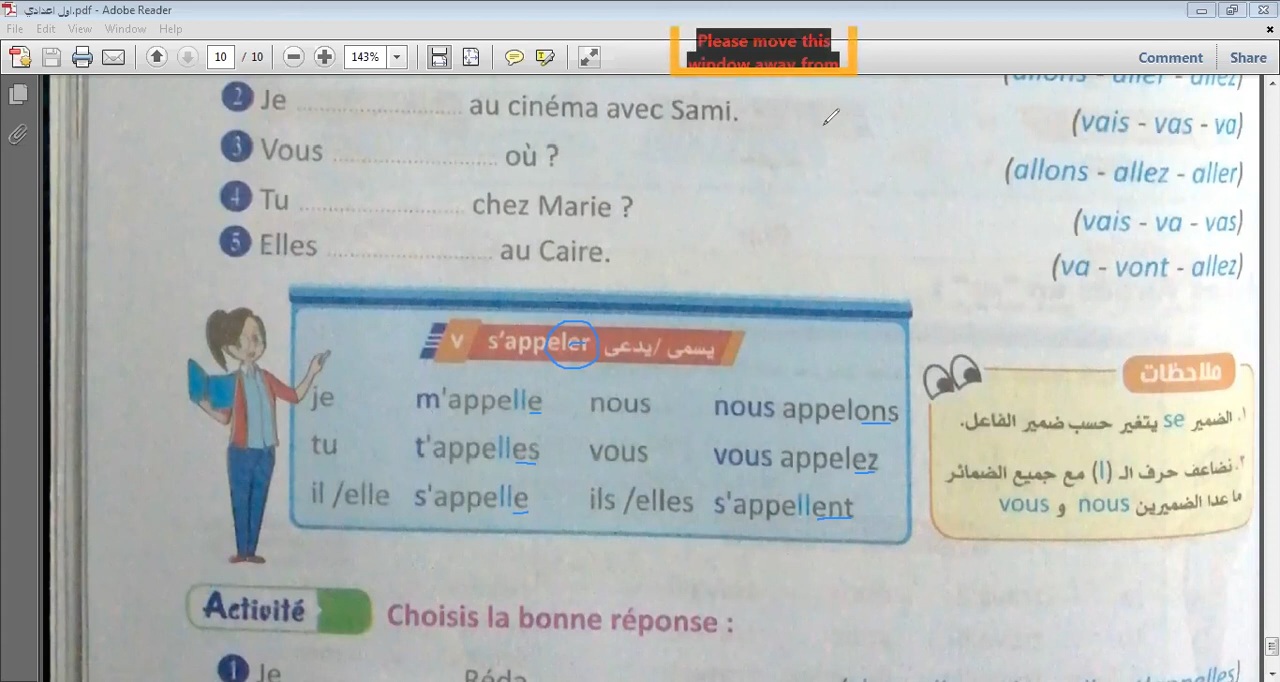 اول اعدادي.pdf - Adobe Reader
File Edit View Window Help
10 / 10 143% Comment Share
Please move this
window away from
(allons - aller - allez)
2 Je .................... au cinéma avec Sami. (vais - vas - va)
3 Vous .................... où ? (allons - allez - aller)
4 Tu .................... chez Marie ? (vais - va - vas)
5 Elles .................... au Caire. (va - vont - allez)
٧ s'appeler يسمى /يدعى
je m'appelle nous nous appelons
tu t'appelles vous vous appelez
il /elle s'appelle ils /elles s'appellent
ملاحظات
١. الضمير se يتغير حسب ضمير الفاعل.
٢. نضاعف حرف الـ (l) مع جميع الضمائر
ما عدا الضميرين nous و vous
Activité Choisis la bonne réponse :
1 Je Réda